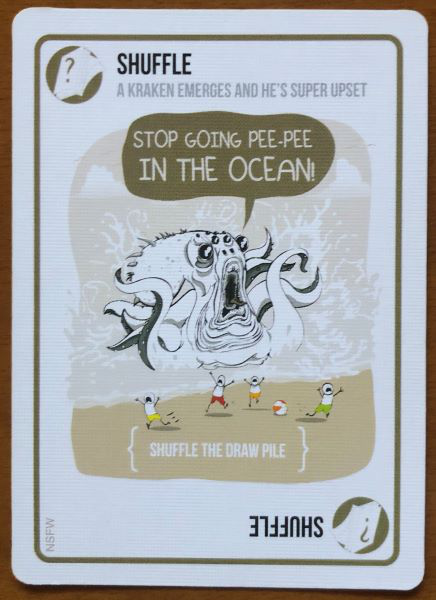 ?
SHUFFLE
A KRAKEN EMERGES AND HE'S SUPER UPSET
STOP GOING PEE-PEE
IN THE OCEAN!
SHUFFLE THE DRAW PILE
NSFW
SHUFFLE
?